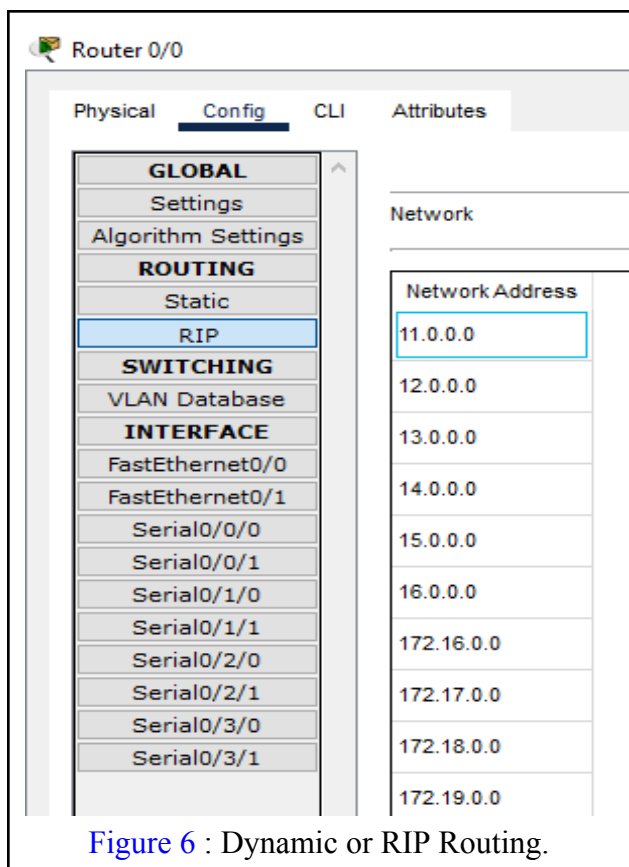 Router 0/0
Physical Config CLI Attributes
GLOBAL
Settings
Algorithm Settings
ROUTING
Static
RIP
SWITCHING
VLAN Database
INTERFACE
FastEthernet0/0
FastEthernet0/1
Serial0/0/0
Serial0/0/1
Serial0/1/0
Serial0/1/1
Serial0/2/0
Serial0/2/1
Serial0/3/0
Serial0/3/1
Network
Network Address
11.0.0.0
12.0.0.0
13.0.0.0
14.0.0.0
15.0.0.0
16.0.0.0
172.16.0.0
172.17.0.0
172.18.0.0
172.19.0.0
Figure 6 : Dynamic or RIP Routing.